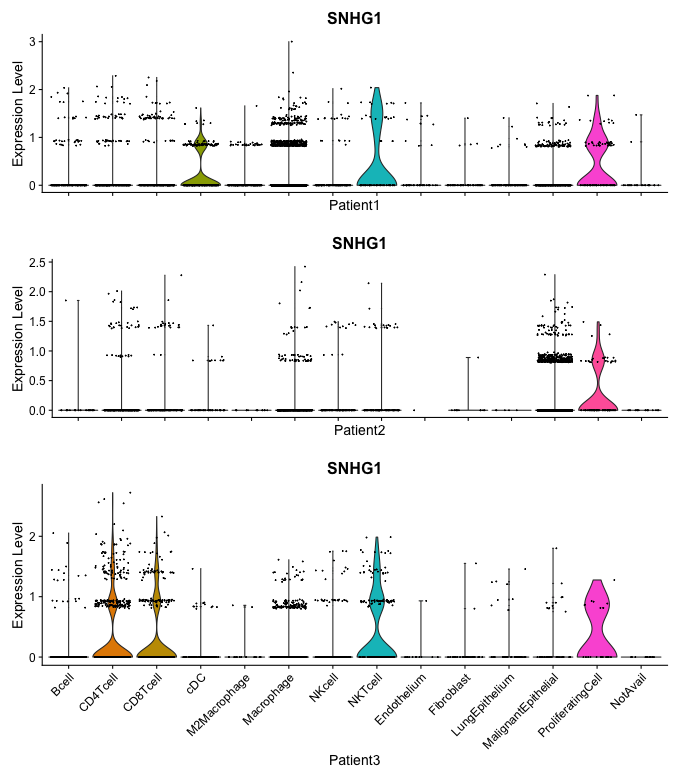 SNHG1
Expression Level
3
2
1
0
Patient1
SNHG1
Expression Level
2.5
2.0
1.5
1.0
0.5
0.0
Patient2
SNHG1
Expression Level
2
1
0
Bcell
CD4Tcell
CD8Tcell
cDC
M2Macrophage
Macrophage
NKcell
NKTcell
Endothelium
Fibroblast
LungEpithelium
MalignantEpithelial
ProliferatingCell
NotAvail
Patient3